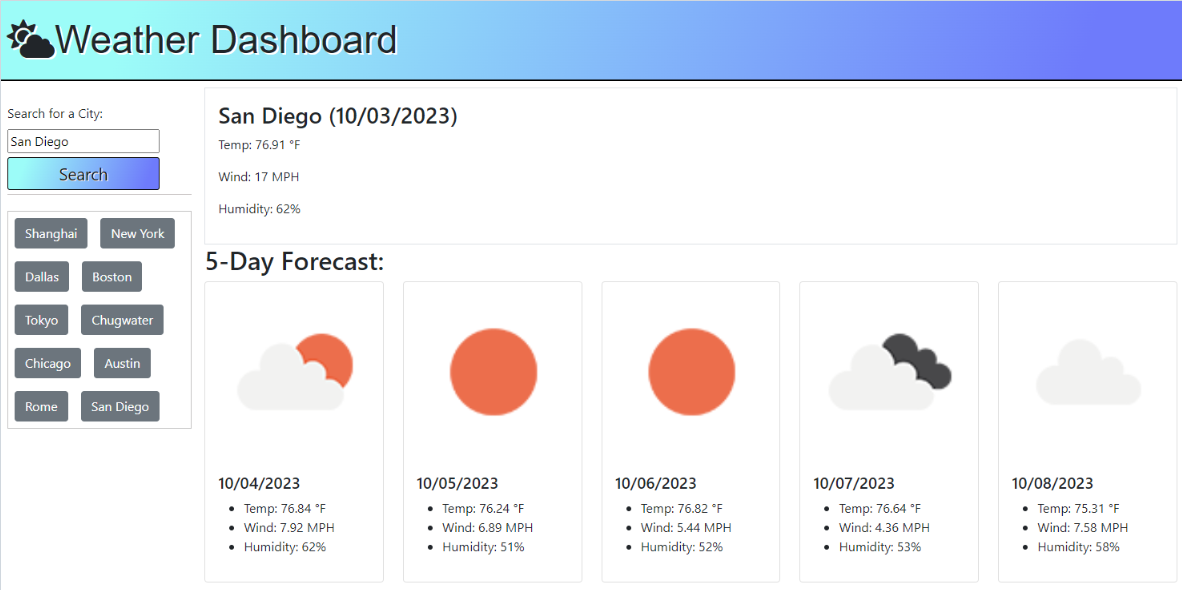 Weather Dashboard
Search for a City:
San Diego
Search
Shanghai New York
Dallas Boston
Tokyo Chugwater
Chicago Austin
Rome San Diego
San Diego (10/03/2023)
Temp: 76.91 °F
Wind: 17 MPH
Humidity: 62%
5-Day Forecast:
10/04/2023
Temp: 76.84 °F
Wind: 7.92 MPH
Humidity: 62%
10/05/2023
Temp: 76.24 °F
Wind: 6.89 MPH
Humidity: 51%
10/06/2023
Temp: 76.82 °F
Wind: 5.44 MPH
Humidity: 52%
10/07/2023
Temp: 76.64 °F
Wind: 4.36 MPH
Humidity: 53%
10/08/2023
Temp: 75.31 °F
Wind: 7.58 MPH
Humidity: 58%